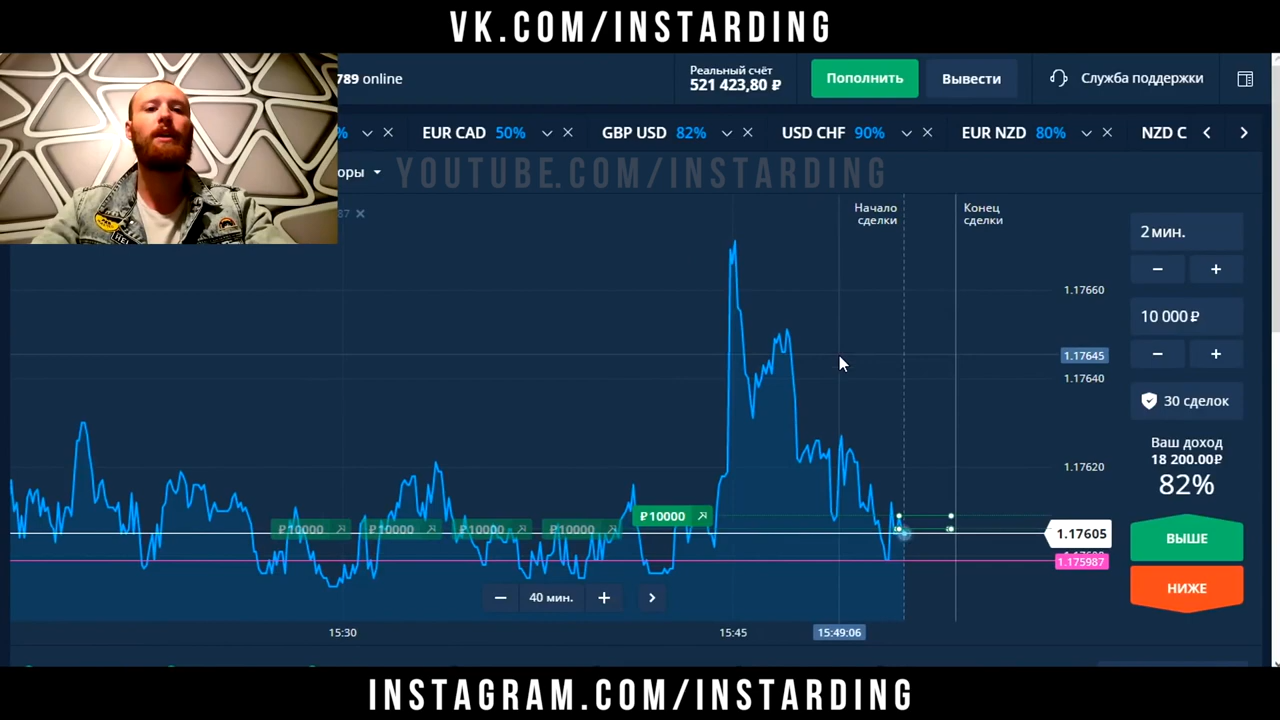 VK.COM/INSTARDING
789 online
Реальный счёт
521 423,80 ₽
Пополнить
Вывести
Служба поддержки
%
EUR CAD 50%
GBP USD 82%
USD CHF 90%
EUR NZD 80%
NZD C
оры
YOUTUBE.COM/INSTARDING
87
Начало
сделки
Конец
сделки
2 мин.
1.17660
10 000 ₽
1.17645
1.17640
30 сделок
Ваш доход
18 200.00₽
1.17620
82%
₽10000
₽10000
₽10000
₽10000
₽10000
1.17605
ВЫШЕ
1.175987
НИЖЕ
40 мин.
15:30
15:45
15:49:06
INSTAGRAM.COM/INSTARDING